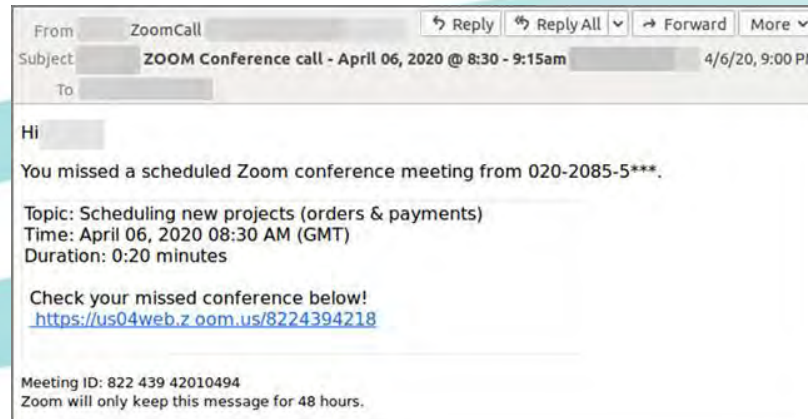 From ZoomCall Reply Reply All Forward More
Subject ZOOM Conference call - April 06, 2020 @ 8:30 - 9:15am 4/6/20, 9:00 PM
To
Hi
You missed a scheduled Zoom conference meeting from 020-2085-5***.
Topic: Scheduling new projects (orders & payments)
Time: April 06, 2020 08:30 AM (GMT)
Duration: 0:20 minutes
Check your missed conference below!
https://us04web.z oom.us/8224394218
Meeting ID: 822 439 42010494
Zoom will only keep this message for 48 hours.